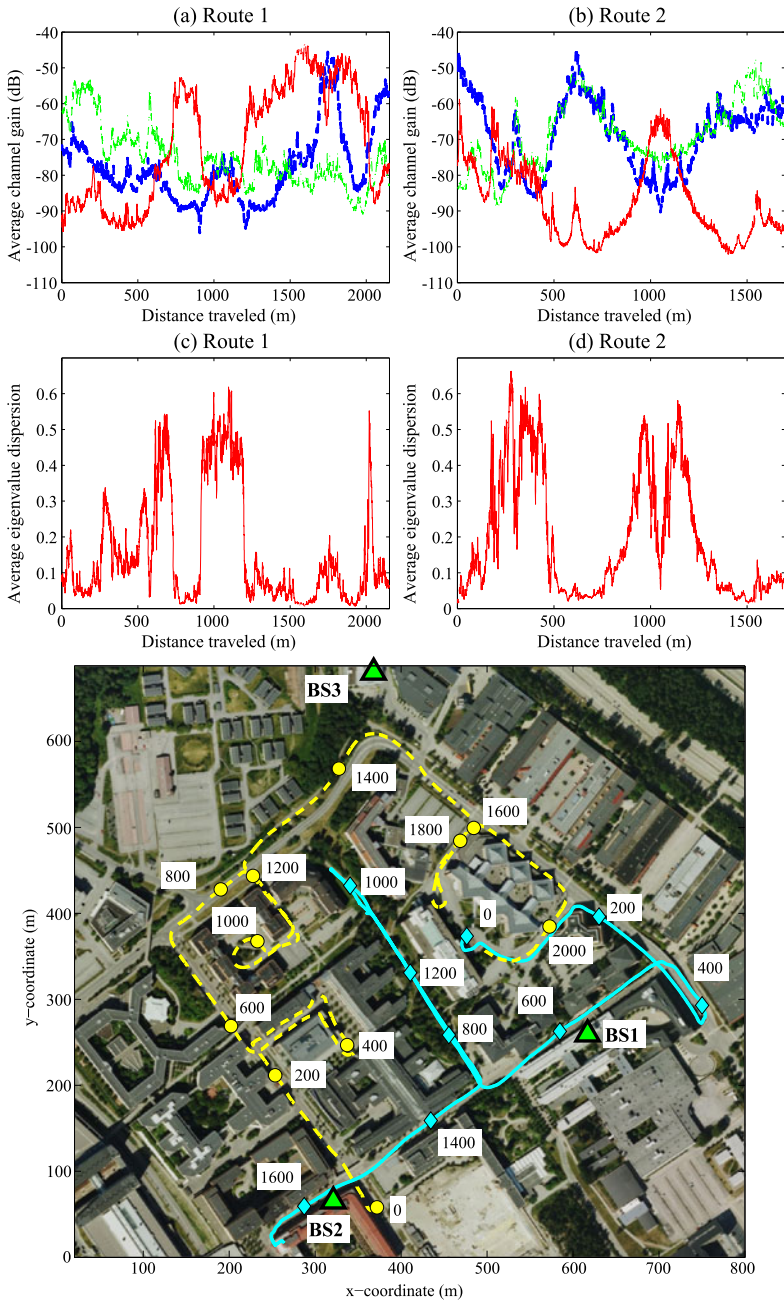 (a) Route 1
(b) Route 2
Average channel gain (dB)
-40
-50
-60
-70
-80
-90
-100
-110
0 500 1000 1500 2000
Distance traveled (m)
Average channel gain (dB)
-40
-50
-60
-70
-80
-90
-100
-110
0 500 1000 1500
Distance traveled (m)
(c) Route 1
(d) Route 2
Average eigenvalue dispersion
0.6
0.5
0.4
0.3
0.2
0.1
0
0 500 1000 1500 2000
Distance traveled (m)
Average eigenvalue dispersion
0.6
0.5
0.4
0.3
0.2
0.1
0
0 500 1000 1500
Distance traveled (m)
BS3
1400
1600
1800
800
1200
1000
1000
0
200
2000
1200
400
600
600
800
BS1
400
200
1400
1600
BS2
0
y−coordinate (m)
600
500
400
300
200
100
0
100 200 300 400 500 600 700 800
x−coordinate (m)